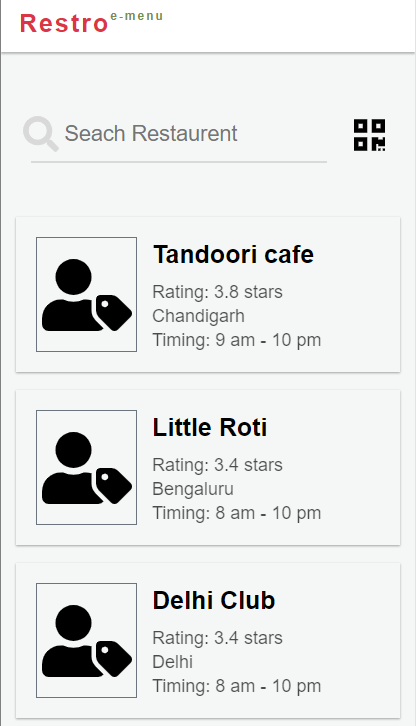 Restro e-menu
Seach Restaurent
Tandoori cafe
Rating: 3.8 stars
Chandigarh
Timing: 9 am - 10 pm
Little Roti
Rating: 3.4 stars
Bengaluru
Timing: 8 am - 10 pm
Delhi Club
Rating: 3.4 stars
Delhi
Timing: 8 am - 10 pm